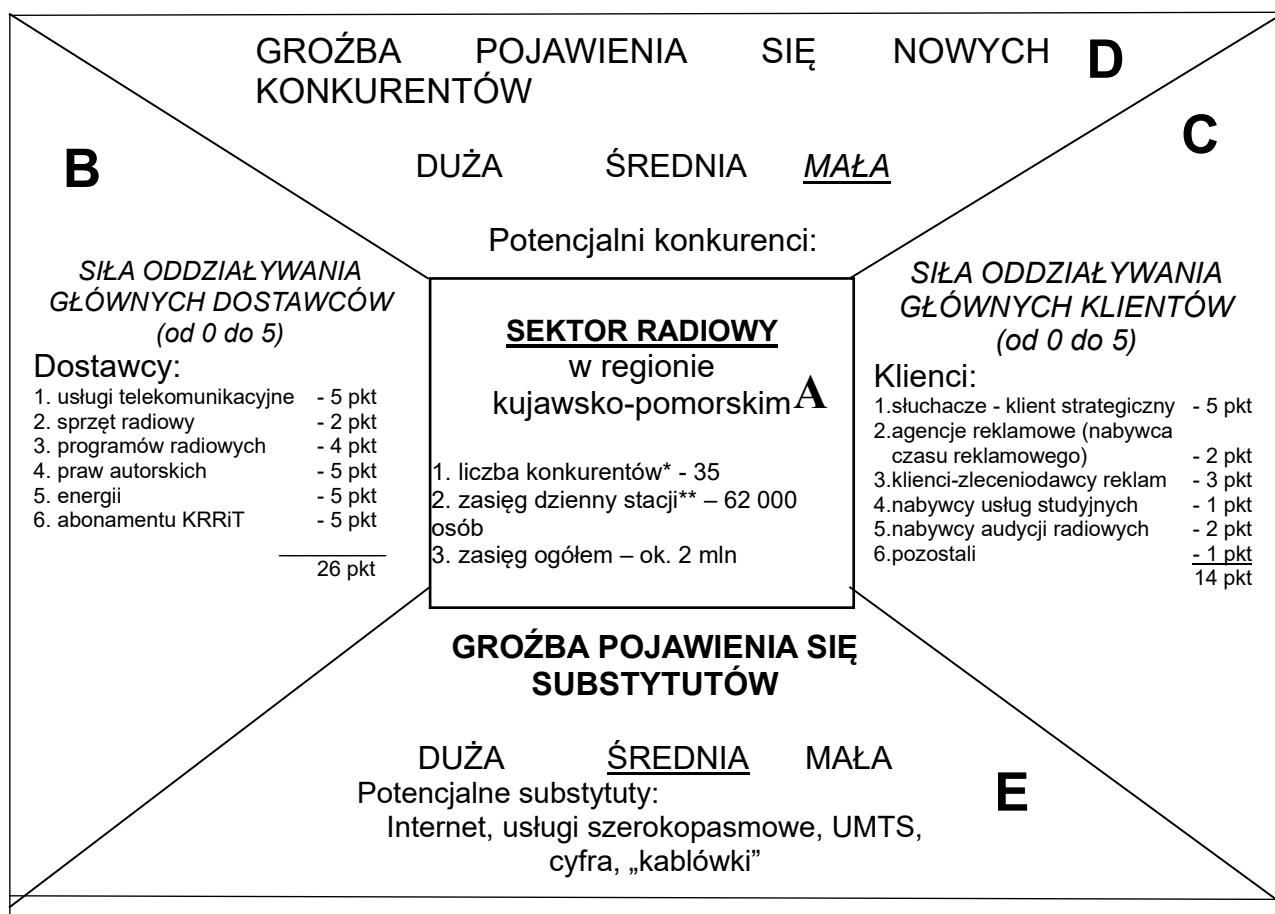 GROŹBA POJAWIENIA SIĘ NOWYCH
KONKURENTÓW
D
DUŻA ŚREDNIA MAŁA
Potencjalni konkurenci:
B
SIŁA ODDZIAŁYWANIA
GŁÓWNYCH DOSTAWCÓW
(od 0 do 5)
Dostawcy:
1. usługi telekomunikacyjne - 5 pkt
2. sprzęt radiowy - 2 pkt
3. programów radiowych - 4 pkt
4. praw autorskich - 5 pkt
5. energii - 5 pkt
6. abonamentu KRRiT - 5 pkt
26 pkt
SEKTOR RADIOWY
w regionie
kujawsko-pomorskim
A
1. liczba konkurentów* - 35
2. zasięg dzienny stacji** – 62 000
osób
3. zasięg ogółem – ok. 2 mln
C
SIŁA ODDZIAŁYWANIA
GŁÓWNYCH KLIENTÓW
(od 0 do 5)
Klienci:
1.słuchacze - klient strategiczny - 5 pkt
2.agencje reklamowe (nabywca
czasu reklamowego) - 2 pkt
3.klienci-zleceniodawcy reklam - 3 pkt
4.nabywcy usług studyjnych - 1 pkt
5.nabywcy audycji radiowych - 2 pkt
6.pozostali - 1 pkt
14 pkt
GROŹBA POJAWIENIA SIĘ
SUBSTYTUTÓW
DUŻA ŚREDNIA MAŁA
Potencjalne substytuty:
Internet, usługi szerokopasmowe, UMTS,
cyfra, „kablówki”
E